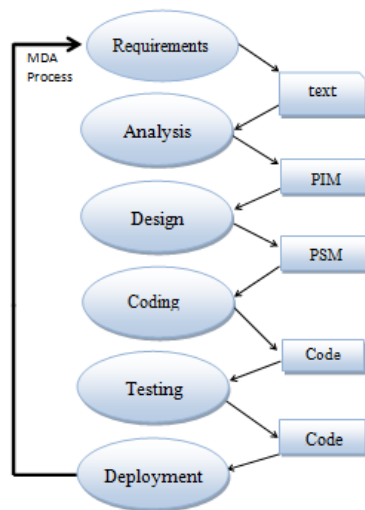 Requirements
MDA
Process
text
Analysis
PIM
Design
PSM
Coding
Code
Testing
Code
Deployment